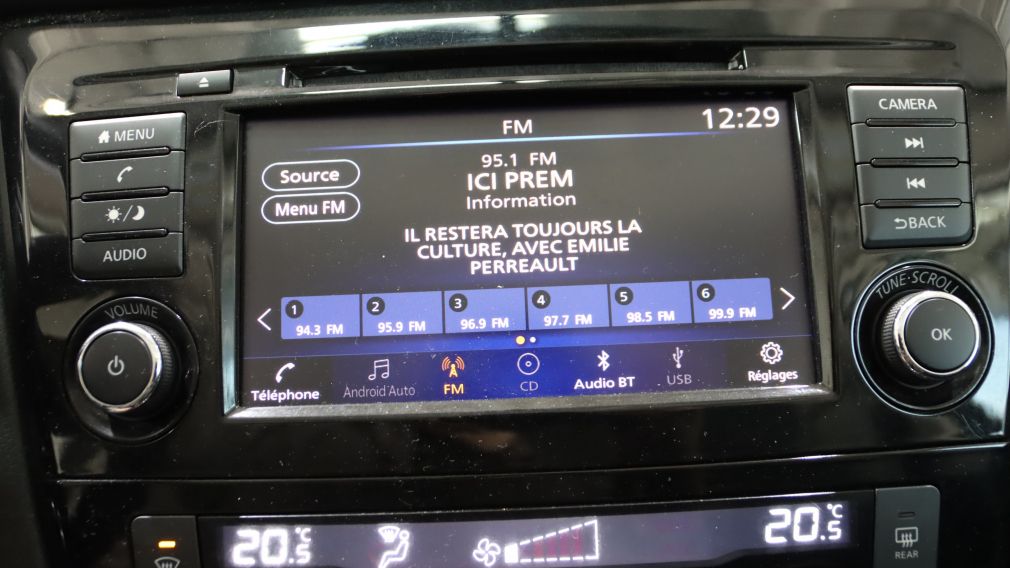 MENU
AUDIO
VOLUME
FM
12:29
Source
Menu FM
95.1 FM
ICI PREM
Information
IL RESTERA TOUJOURS LA
CULTURE, AVEC EMILIE
PERREAULT
1 2 3 4 5 6
94.3 FM 95.9 FM 96.9 FM 97.7 FM 98.5 FM 99.9 FM
Téléphone Android Auto FM CD Audio BT USB Réglages
CAMERA
BACK
TUNE·SCROLL
OK
20.5 °C
20.5 °C
REAR